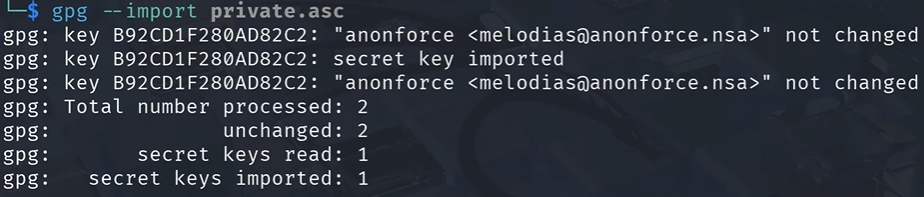 └─$ gpg --import private.asc
gpg: key B92CD1F280AD82C2: "anonforce <melodias@anonforce.nsa>" not changed
gpg: key B92CD1F280AD82C2: secret key imported
gpg: key B92CD1F280AD82C2: "anonforce <melodias@anonforce.nsa>" not changed
gpg: Total number processed: 2
gpg:              unchanged: 2
gpg:       secret keys read: 1
gpg:   secret keys imported: 1